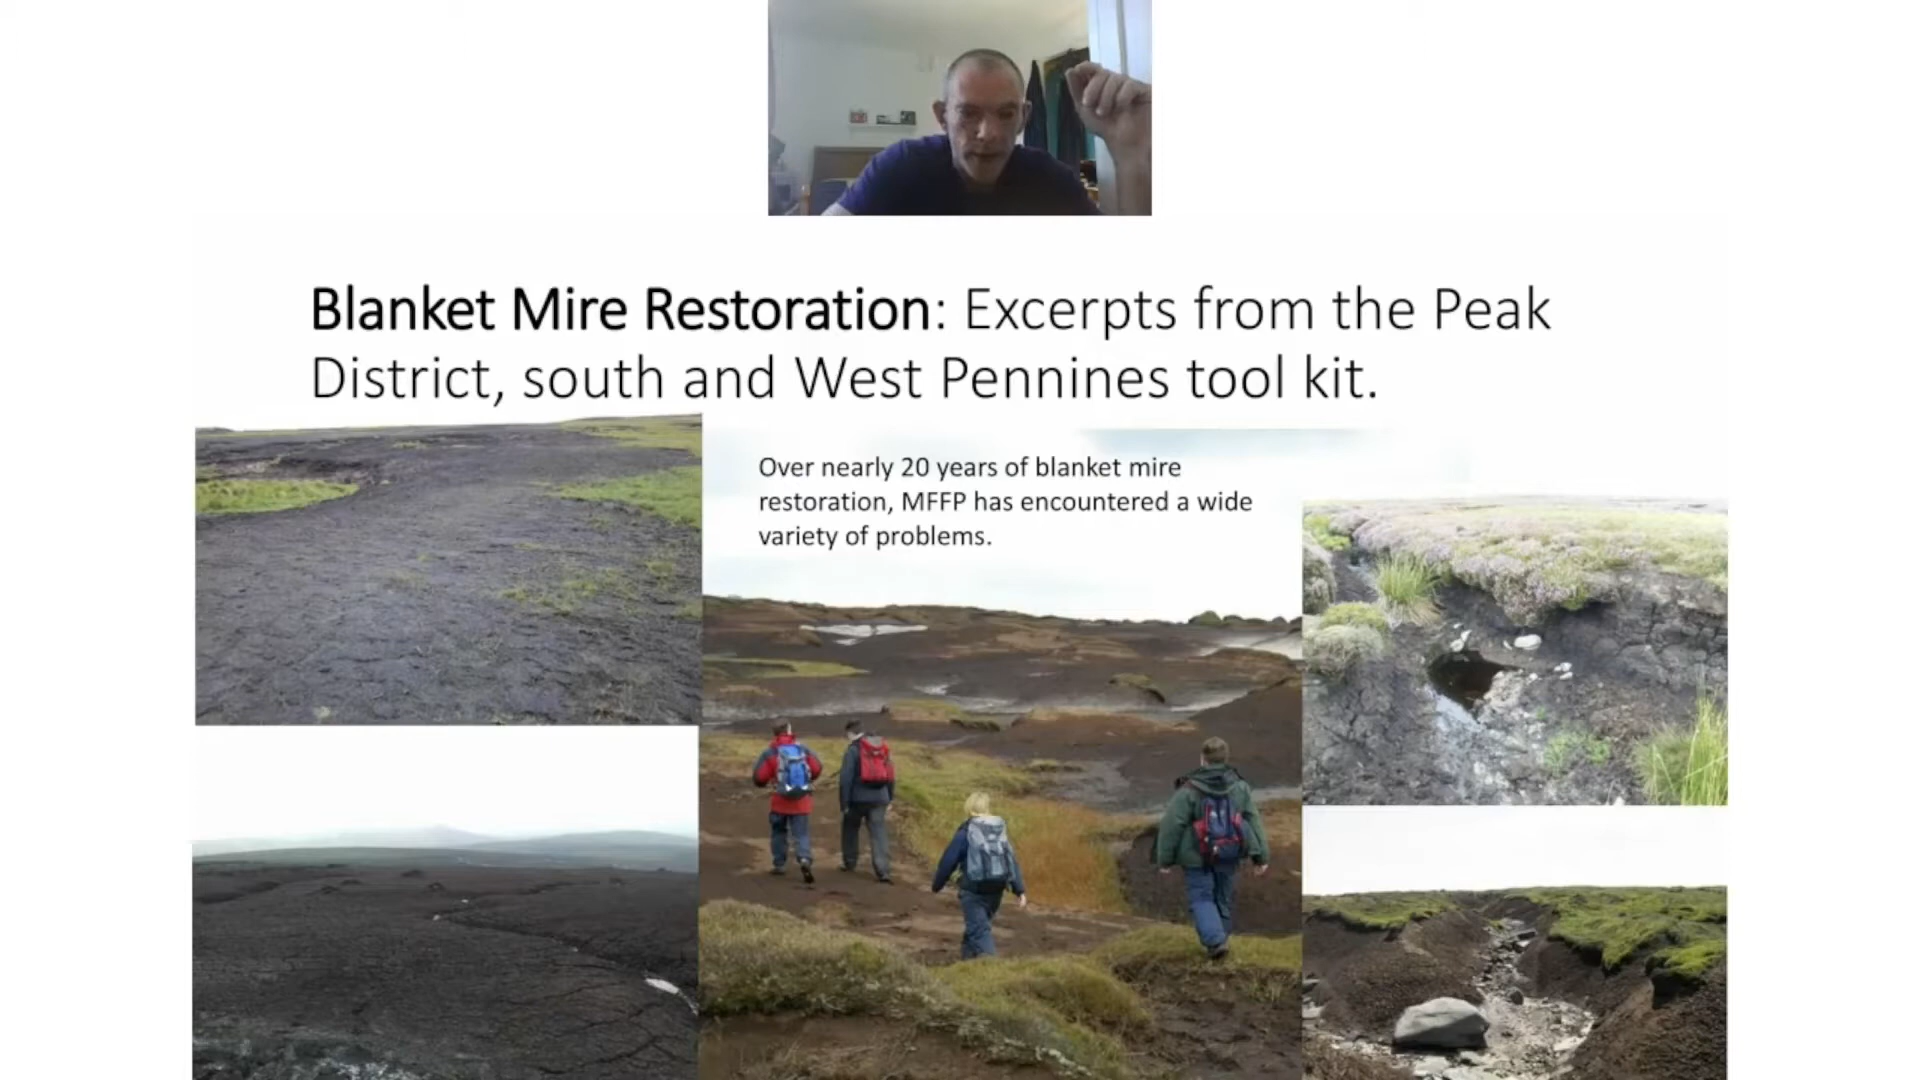 Blanket Mire Restoration: Excerpts from the Peak
District, south and West Pennines tool kit.
Over nearly 20 years of blanket mire
restoration, MFFP has encountered a wide
variety of problems.